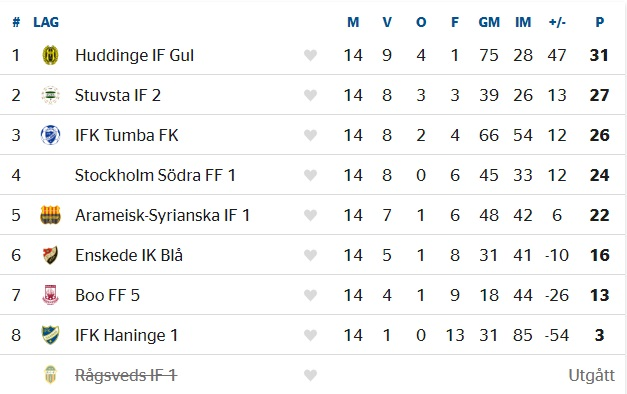 # LAG M V O F GM IM +/- P
1 Huddinge IF Gul 14 9 4 1 75 28 47 31
2 Stuvsta IF 2 14 8 3 3 39 26 13 27
3 IFK Tumba FK 14 8 2 4 66 54 12 26
4 Stockholm Södra FF 1 14 8 0 6 45 33 12 24
5 Arameisk-Syrianska IF 1 14 7 1 6 48 42 6 22
6 Enskede IK Blå 14 5 1 8 31 41 -10 16
7 Boo FF 5 14 4 1 9 18 44 -26 13
8 IFK Haninge 1 14 1 0 13 31 85 -54 3
Rågsveds IF 1 Utgått